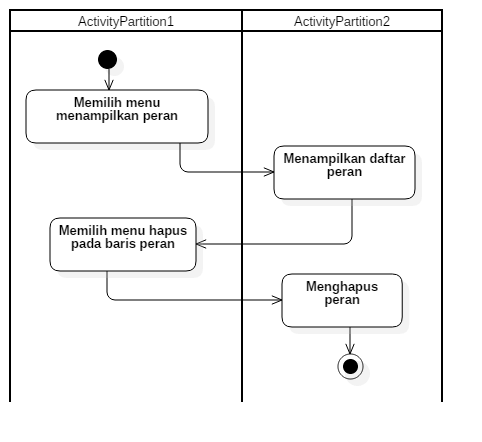 ActivityPartition1
ActivityPartition2
Memilih menu
menampilkan peran
Menampilkan daftar
peran
Memilih menu hapus
pada baris peran
Menghapus
peran